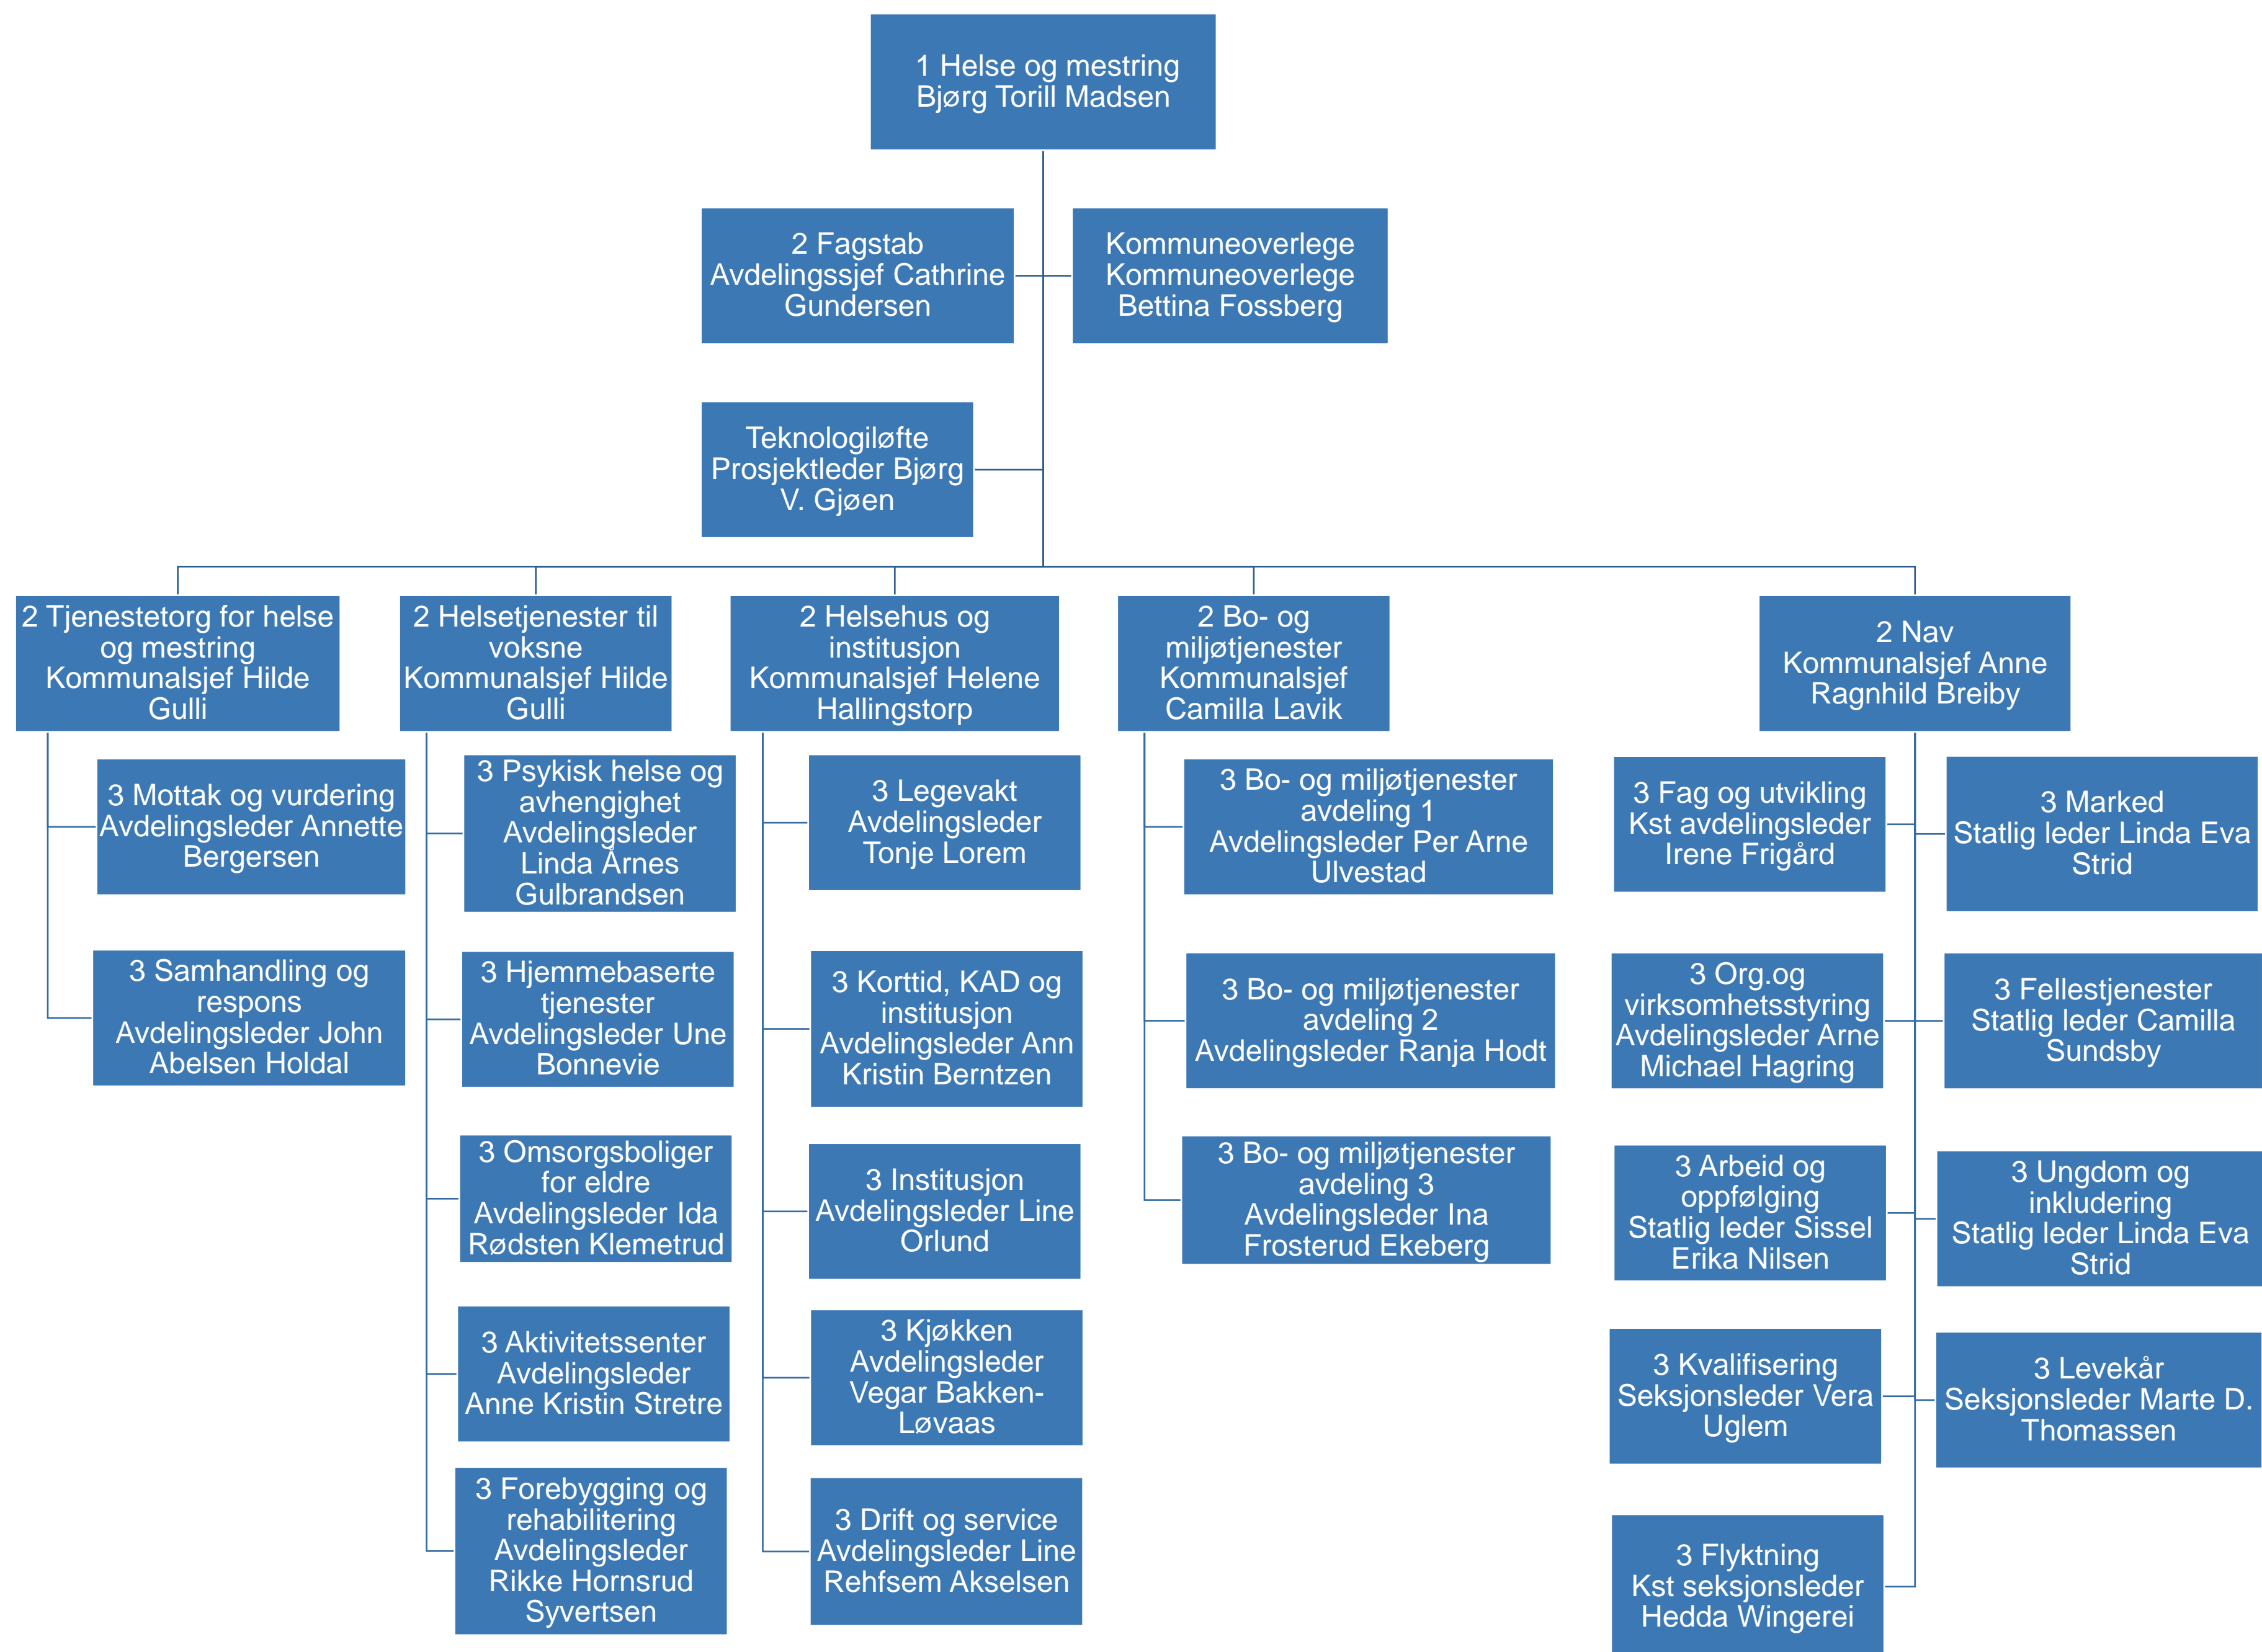 1 Helse og mestring
Bjørg Torill Madsen
2 Fagstab
Avdelingssjef Cathrine
Gundersen
Kommuneoverlege
Kommuneoverlege
Bettina Fossberg
Teknologiløfte
Prosjektleder Bjørg
V. Gjøen
2 Tjenestetorg for helse
og mestring
Kommunalsjef Hilde
Gulli
3 Mottak og vurdering
Avdelingsleder Annette
Bergersen
3 Samhandling og
respons
Avdelingsleder John
Abelsen Holdal
2 Helsetjenester til
voksne
Kommunalsjef Hilde
Gulli
3 Psykisk helse og
avhengighet
Avdelingsleder
Linda Årnes
Gulbrandsen
3 Hjemmebaserte
tjenester
Avdelingsleder Une
Bonnevie
3 Omsorgsboliger
for eldre
Avdelingsleder Ida
Rødsten Klemetrud
3 Aktivitetssenter
Avdelingsleder
Anne Kristin Stretre
3 Forebygging og
rehabilitering
Avdelingsleder
Rikke Hornsrud
Syvertsen
2 Helsehus og
institusjon
Kommunalsjef Helene
Hallingstorp
3 Legevakt
Avdelingsleder
Tonje Lorem
3 Korttid, KAD og
institusjon
Avdelingsleder Ann
Kristin Berntzen
3 Institusjon
Avdelingsleder Line
Orlund
3 Kjøkken
Avdelingsleder
Vegar Bakken-
Løvaas
3 Drift og service
Avdelingsleder Line
Rehfsem Akselsen
2 Bo- og
miljøtjenester
Kommunalsjef
Camilla Lavik
3 Bo- og miljøtjenester
avdeling 1
Avdelingsleder Per Arne
Ulvestad
3 Bo- og miljøtjenester
avdeling 2
Avdelingsleder Ranja Hodt
3 Bo- og miljøtjenester
avdeling 3
Avdelingsleder Ina
Frosterud Ekeberg
2 Nav
Kommunalsjef Anne
Ragnhild Breiby
3 Fag og utvikling
Kst avdelingsleder
Irene Frigård
3 Marked
Statlig leder Linda Eva
Strid
3 Org.og
virksomhetsstyring
Avdelingsleder Arne
Michael Hagring
3 Fellestjenester
Statlig leder Camilla
Sundsby
3 Arbeid og
oppfølging
Statlig leder Sissel
Erika Nilsen
3 Ungdom og
inkludering
Statlig leder Linda Eva
Strid
3 Kvalifisering
Seksjonsleder Vera
Uglem
3 Levekår
Seksjonsleder Marte D.
Thomassen
3 Flyktning
Kst seksjonsleder
Hedda Wingerei